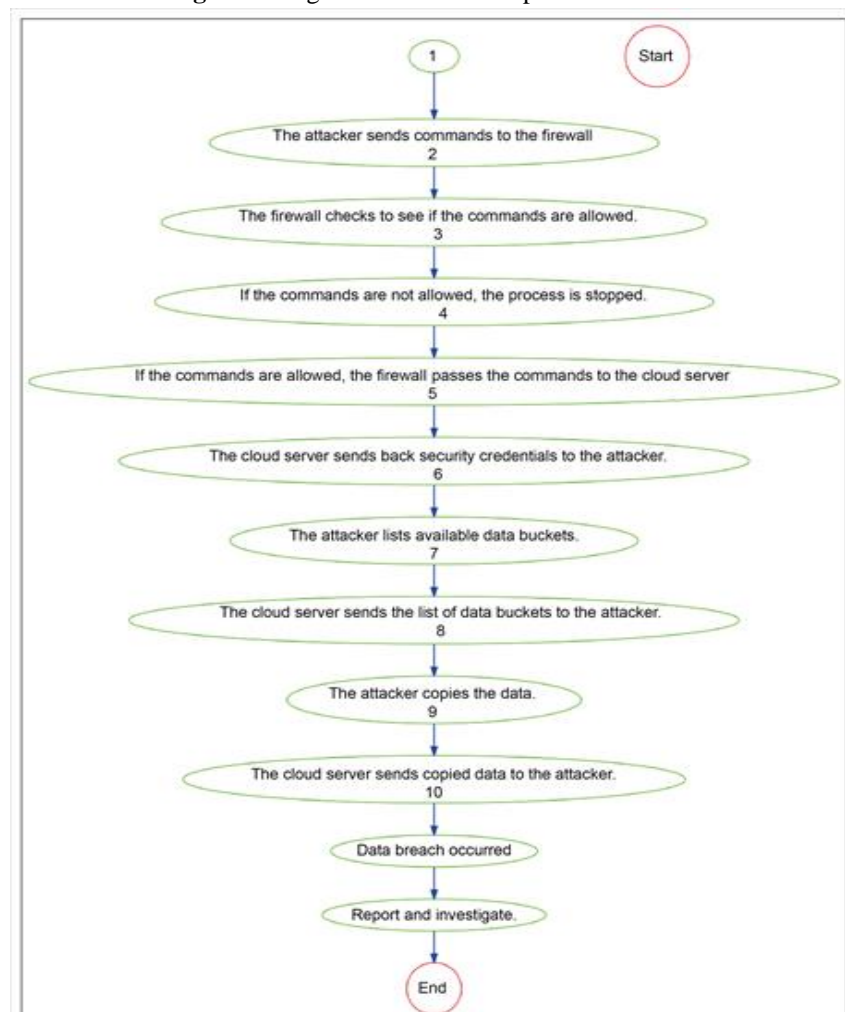 1
Start
The attacker sends commands to the firewall
2
The firewall checks to see if the commands are allowed.
3
If the commands are not allowed, the process is stopped.
4
If the commands are allowed, the firewall passes the commands to the cloud server
5
The cloud server sends back security credentials to the attacker.
6
The attacker lists available data buckets.
7
The cloud server sends the list of data buckets to the attacker.
8
The attacker copies the data.
9
The cloud server sends copied data to the attacker.
10
Data breach occurred
Report and investigate.
End